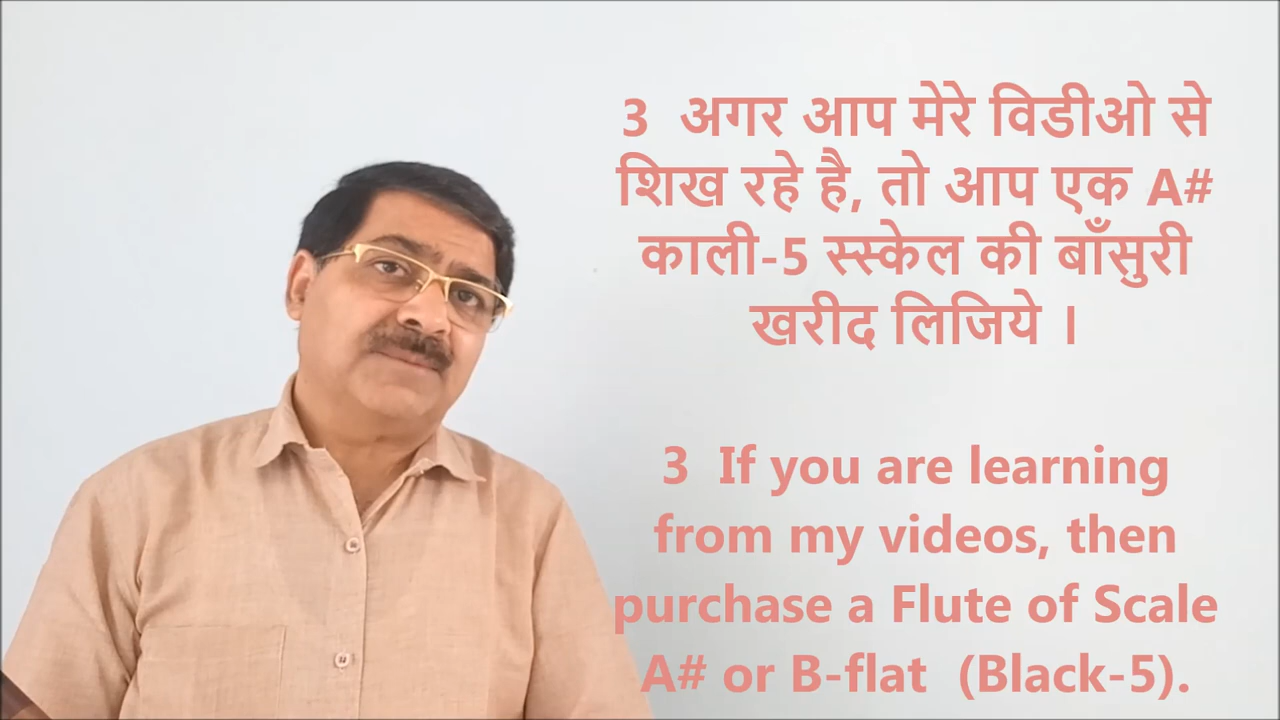 3 अगर आप मेरे विडीओ से
शिख रहे है, तो आप एक A#
काली-5 स्स्केल की बाँसुरी
खरीद लिजिये ।
3 If you are learning
from my videos, then
purchase a Flute of Scale
A# or B-flat (Black-5).